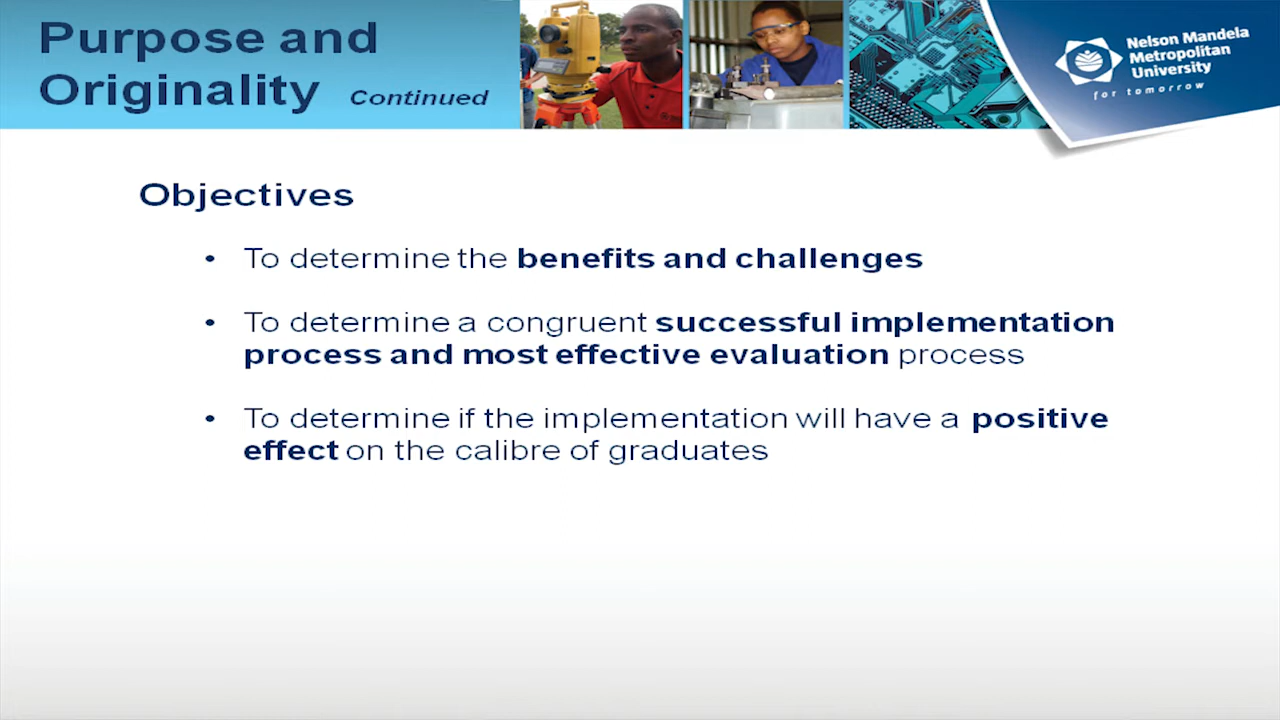 Purpose and
Originality Continued
Nelson Mandela
Metropolitan
University
for tomorrow
Objectives
• To determine the benefits and challenges
• To determine a congruent successful implementation
process and most effective evaluation process
• To determine if the implementation will have a positive
effect on the calibre of graduates